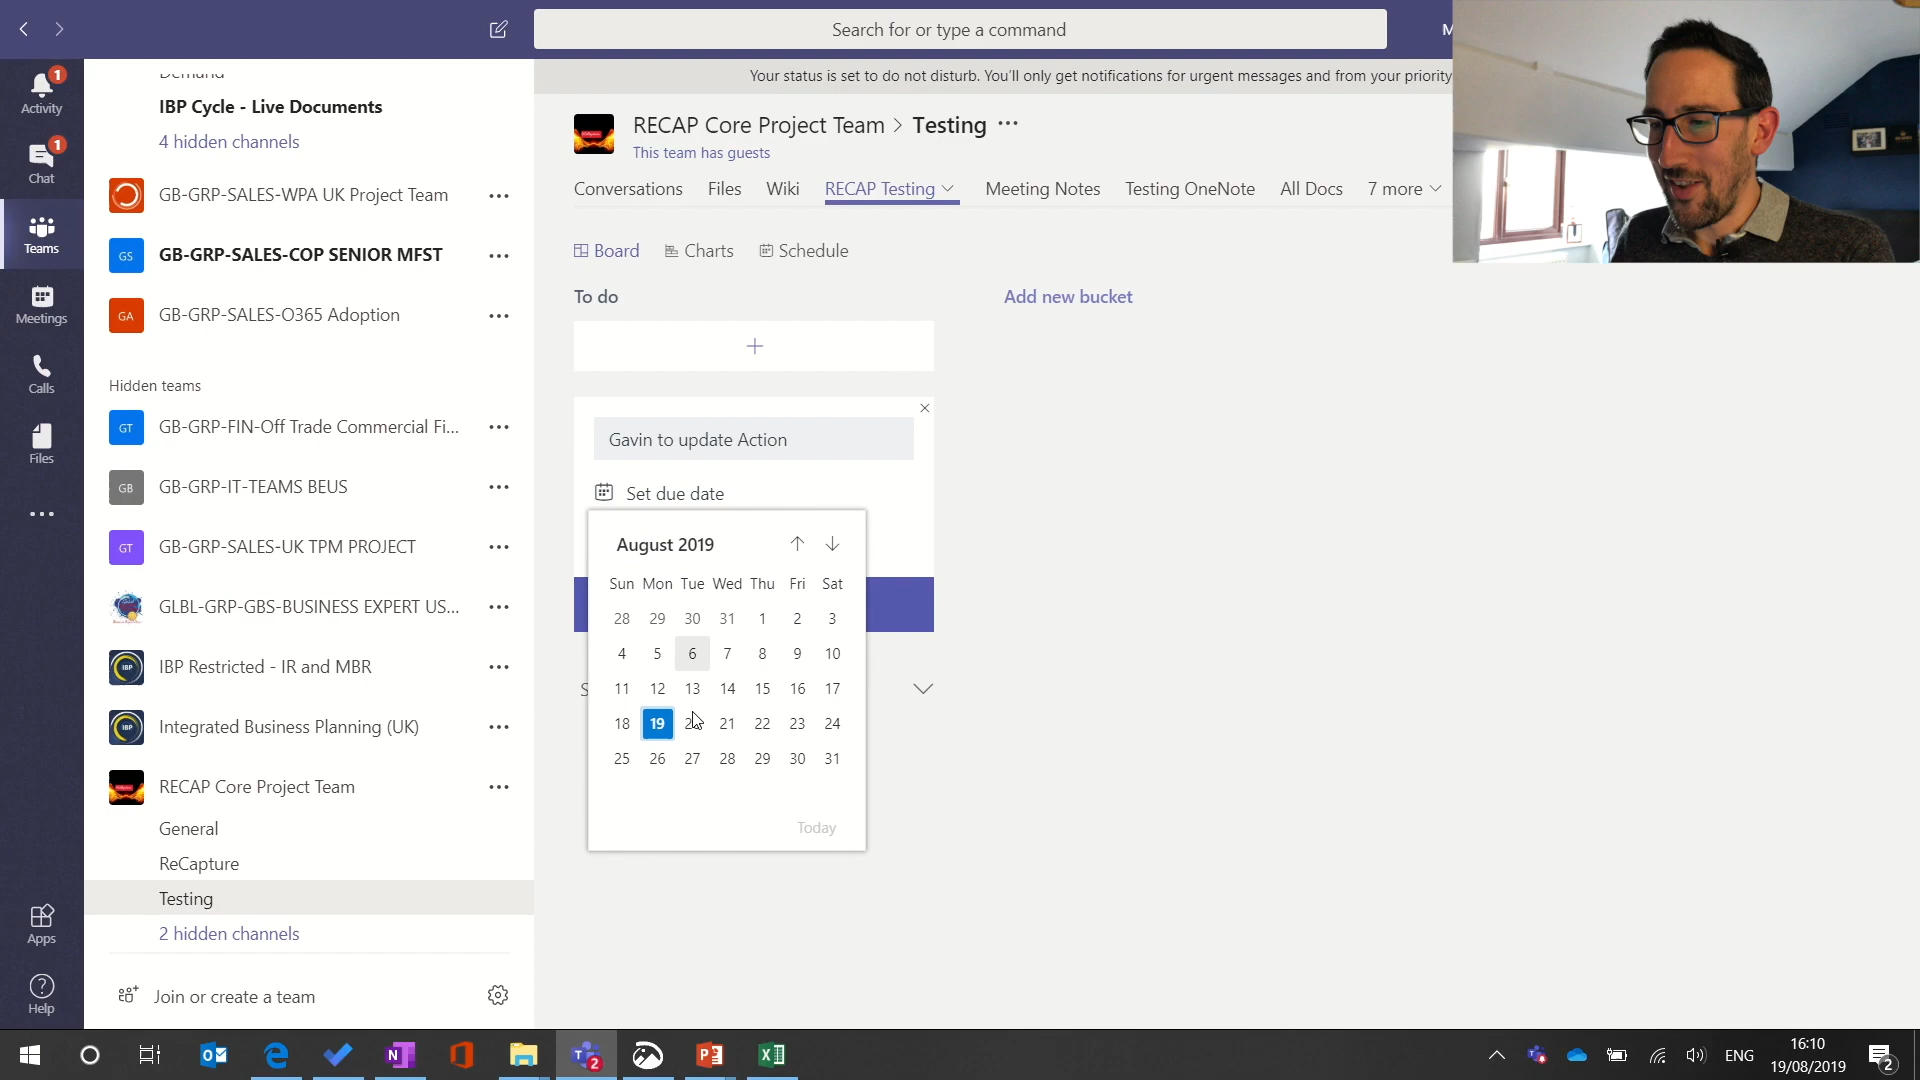 Search for or type a command
Your status is set to do not disturb. You'll only get notifications for urgent messages and from your priority
Activity
1
Chat
1
Teams
Meetings
Calls
Files
Apps
Help
IBP Cycle - Live Documents
4 hidden channels
GB-GRP-SALES-WPA UK Project Team
GS GB-GRP-SALES-COP SENIOR MFST
GA GB-GRP-SALES-O365 Adoption
Hidden teams
GT GB-GRP-FIN-Off Trade Commercial Fi...
GB GB-GRP-IT-TEAMS BEUS
GT GB-GRP-SALES-UK TPM PROJECT
GLBL-GRP-GBS-BUSINESS EXPERT US...
IBP IBP Restricted - IR and MBR
IBP Integrated Business Planning (UK)
RECAP Core Project Team
General
ReCapture
Testing
2 hidden channels
Join or create a team
RECAP Core Project Team > Testing
This team has guests
Conversations Files Wiki RECAP Testing Meeting Notes Testing OneNote All Docs 7 more
Board Charts Schedule
To do Add new bucket
Gavin to update Action
Set due date
August 2019
Sun Mon Tue Wed Thu Fri Sat
28 29 30 31 1 2 3
4 5 6 7 8 9 10
11 12 13 14 15 16 17
18 19 21 22 23 24
25 26 27 28 29 30 31
Today
ENG
16:10
19/08/2019
2